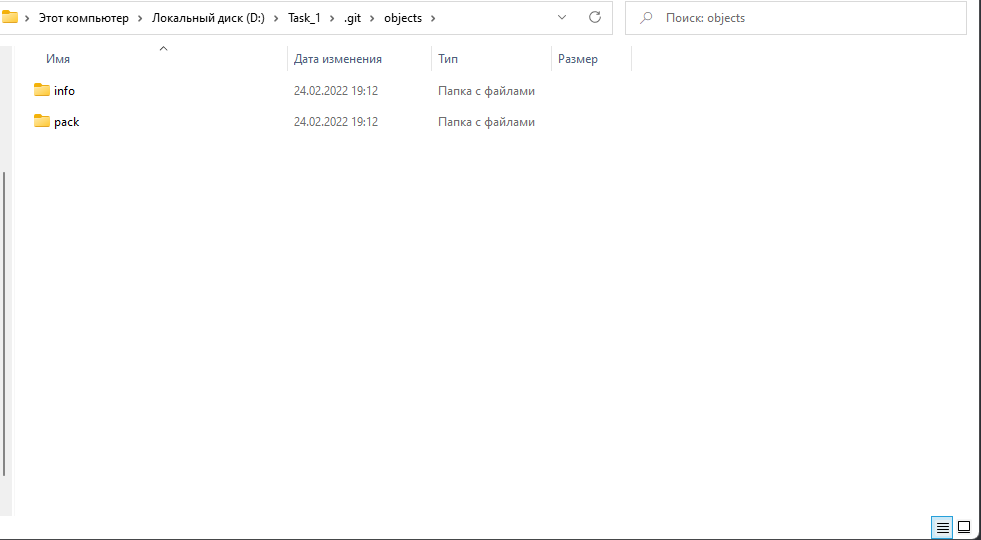 Этот компьютер > Локальный диск (D:) > Task_1 > .git > objects >
Поиск: objects
Имя Дата изменения Тип Размер
info 24.02.2022 19:12 Папка с файлами
pack 24.02.2022 19:12 Папка с файлами